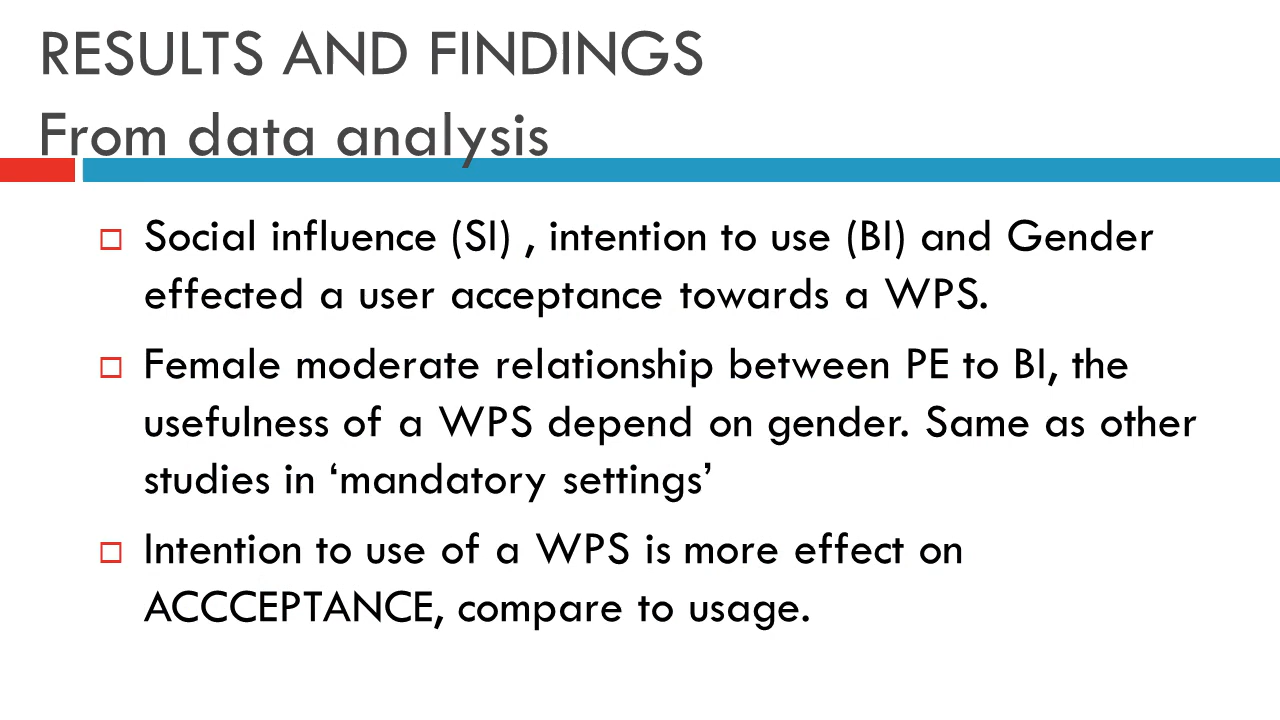 RESULTS AND FINDINGS
From data analysis
Social influence (SI) , intention to use (BI) and Gender
effected a user acceptance towards a WPS.
Female moderate relationship between PE to BI, the
usefulness of a WPS depend on gender. Same as other
studies in ‘mandatory settings’
Intention to use of a WPS is more effect on
ACCCEPTANCE, compare to usage.